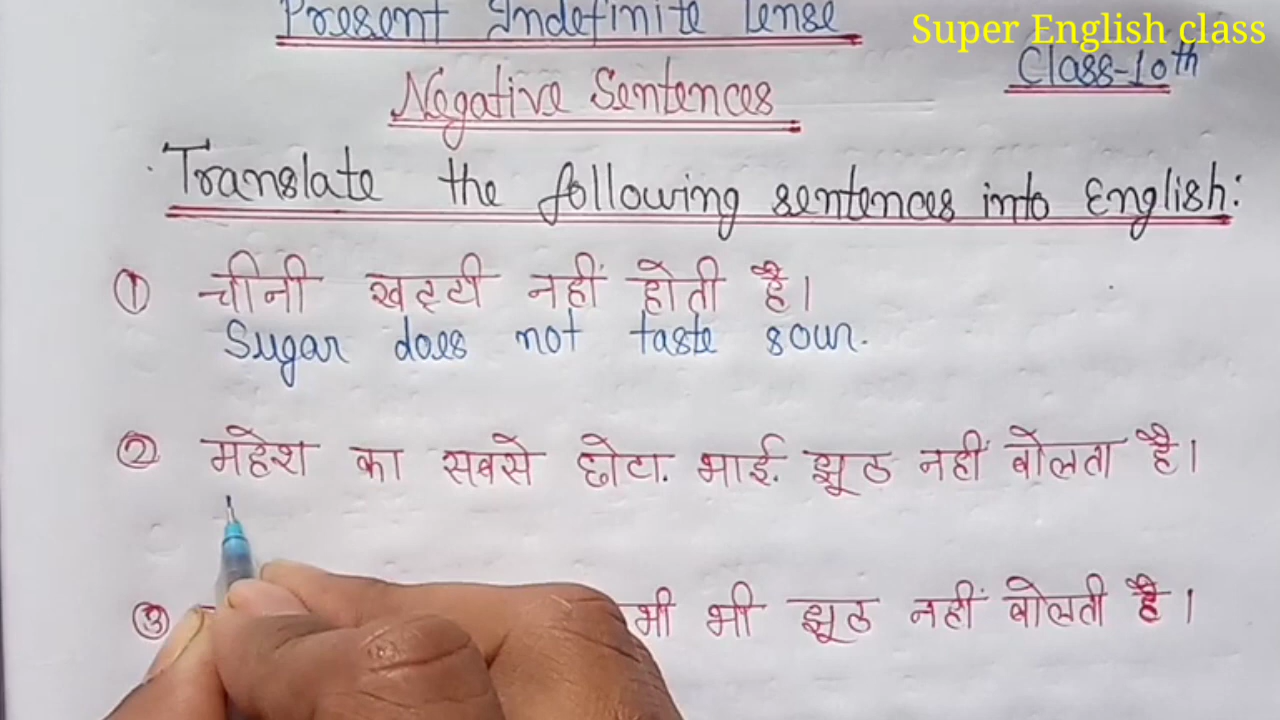 Super English class
Present Indefinite Tense
Class-10th
Negative Sentences
Translate the following sentences into English:
① चीनी खट्टी नहीं होती है।
Sugar does not taste sour.
② महेश का सबसे छोटा भाई झूठ नहीं बोलता है।
③ भी झूठ नहीं बोलती है।